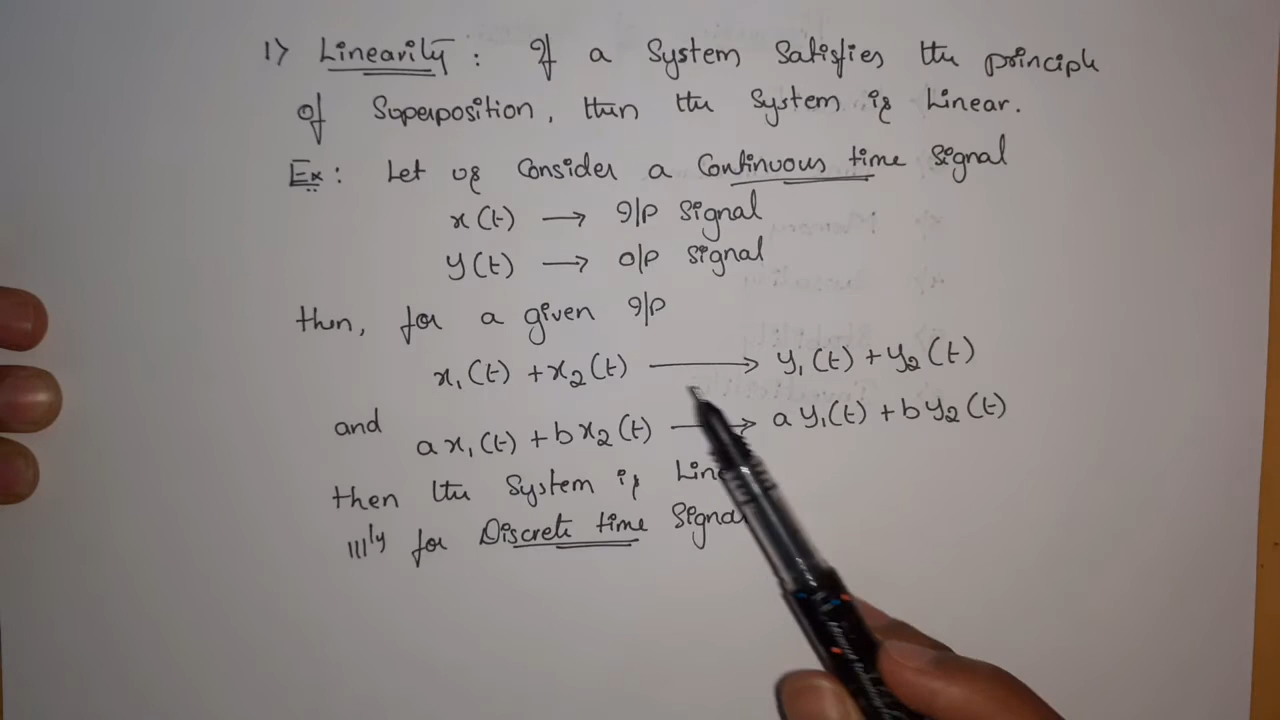 1) Linearity : If a System Satisfies the principle
of Superposition, then the System is Linear.
Ex : Let us Consider a Continuous time Signal
x(t) → I/P Signal
y(t) → O/P Signal
then, for a given I/P
x₁(t) + x₂(t) → y₁(t) + y₂(t)
and a x₁(t) + b x₂(t) → a y₁(t) + b y₂(t)
then the System is
lllly for Discrete time Signal